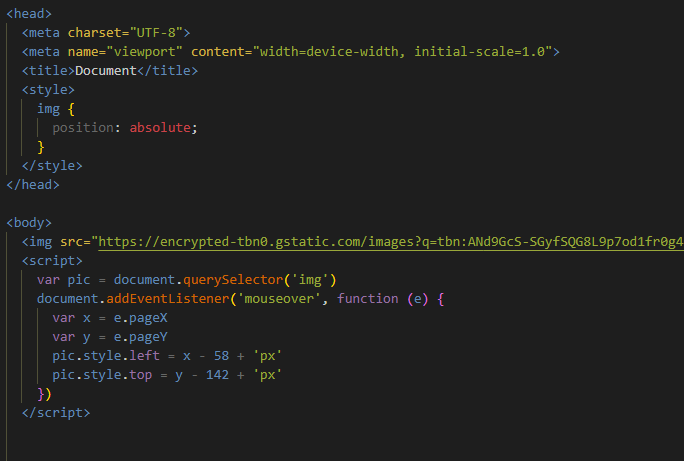 <head>
<meta charset="UTF-8">
<meta name="viewport" content="width=device-width, initial-scale=1.0">
<title>Document</title>
<style>
img {
position: absolute;
}
</style>
</head>
<body>
<img src="https://encrypted-tbn0.gstatic.com/images?q=tbn:ANd9GcS-SGyfSQG8L9p7od1fr0g4
<script>
var pic = document.querySelector('img')
document.addEventListener('mouseover', function (e) {
var x = e.pageX
var y = e.pageY
pic.style.left = x - 58 + 'px'
pic.style.top = y - 142 + 'px'
})
</script>